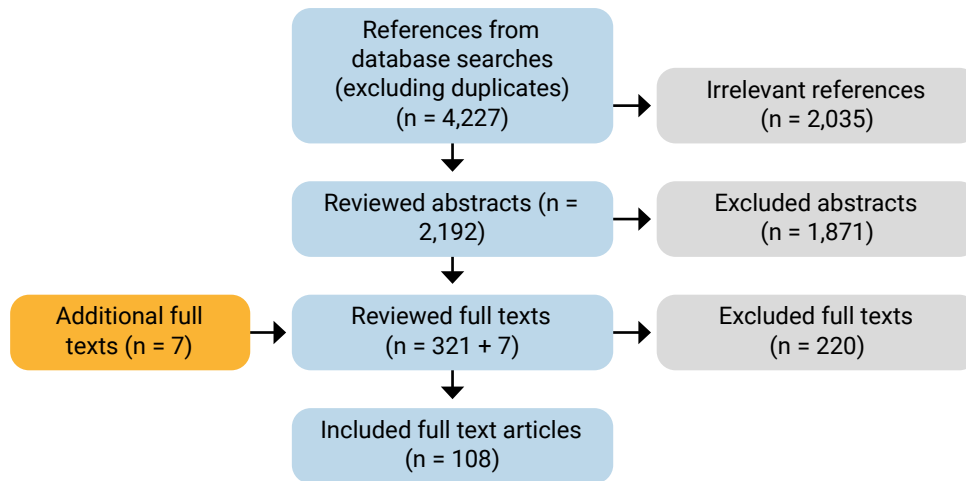 References from
database searches
(excluding duplicates)
(n = 4,227)
Irrelevant references
(n = 2,035)
Reviewed abstracts (n =
2,192)
Excluded abstracts
(n = 1,871)
Additional full
texts (n = 7)
Reviewed full texts
(n = 321 + 7)
Excluded full texts
(n = 220)
Included full text articles
(n = 108)